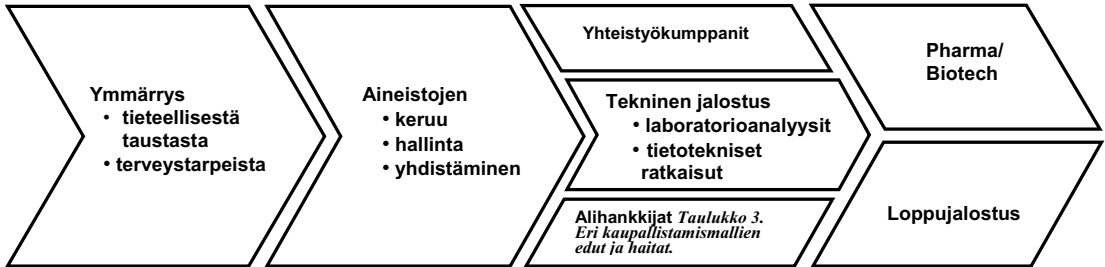 Ymmärrys
• tieteellisestä
taustasta
• terveystarpeista
Aineistojen
• keruu
• hallinta
• yhdistäminen
Yhteistyökumppanit
Tekninen jalostus
• laboratorioanalyysit
• tietotekniset
ratkaisut
Alihankkijat Taulukko 3.
Eri kaupallistamismallien
edut ja haitat.
Pharma/
Biotech
Loppujalostus